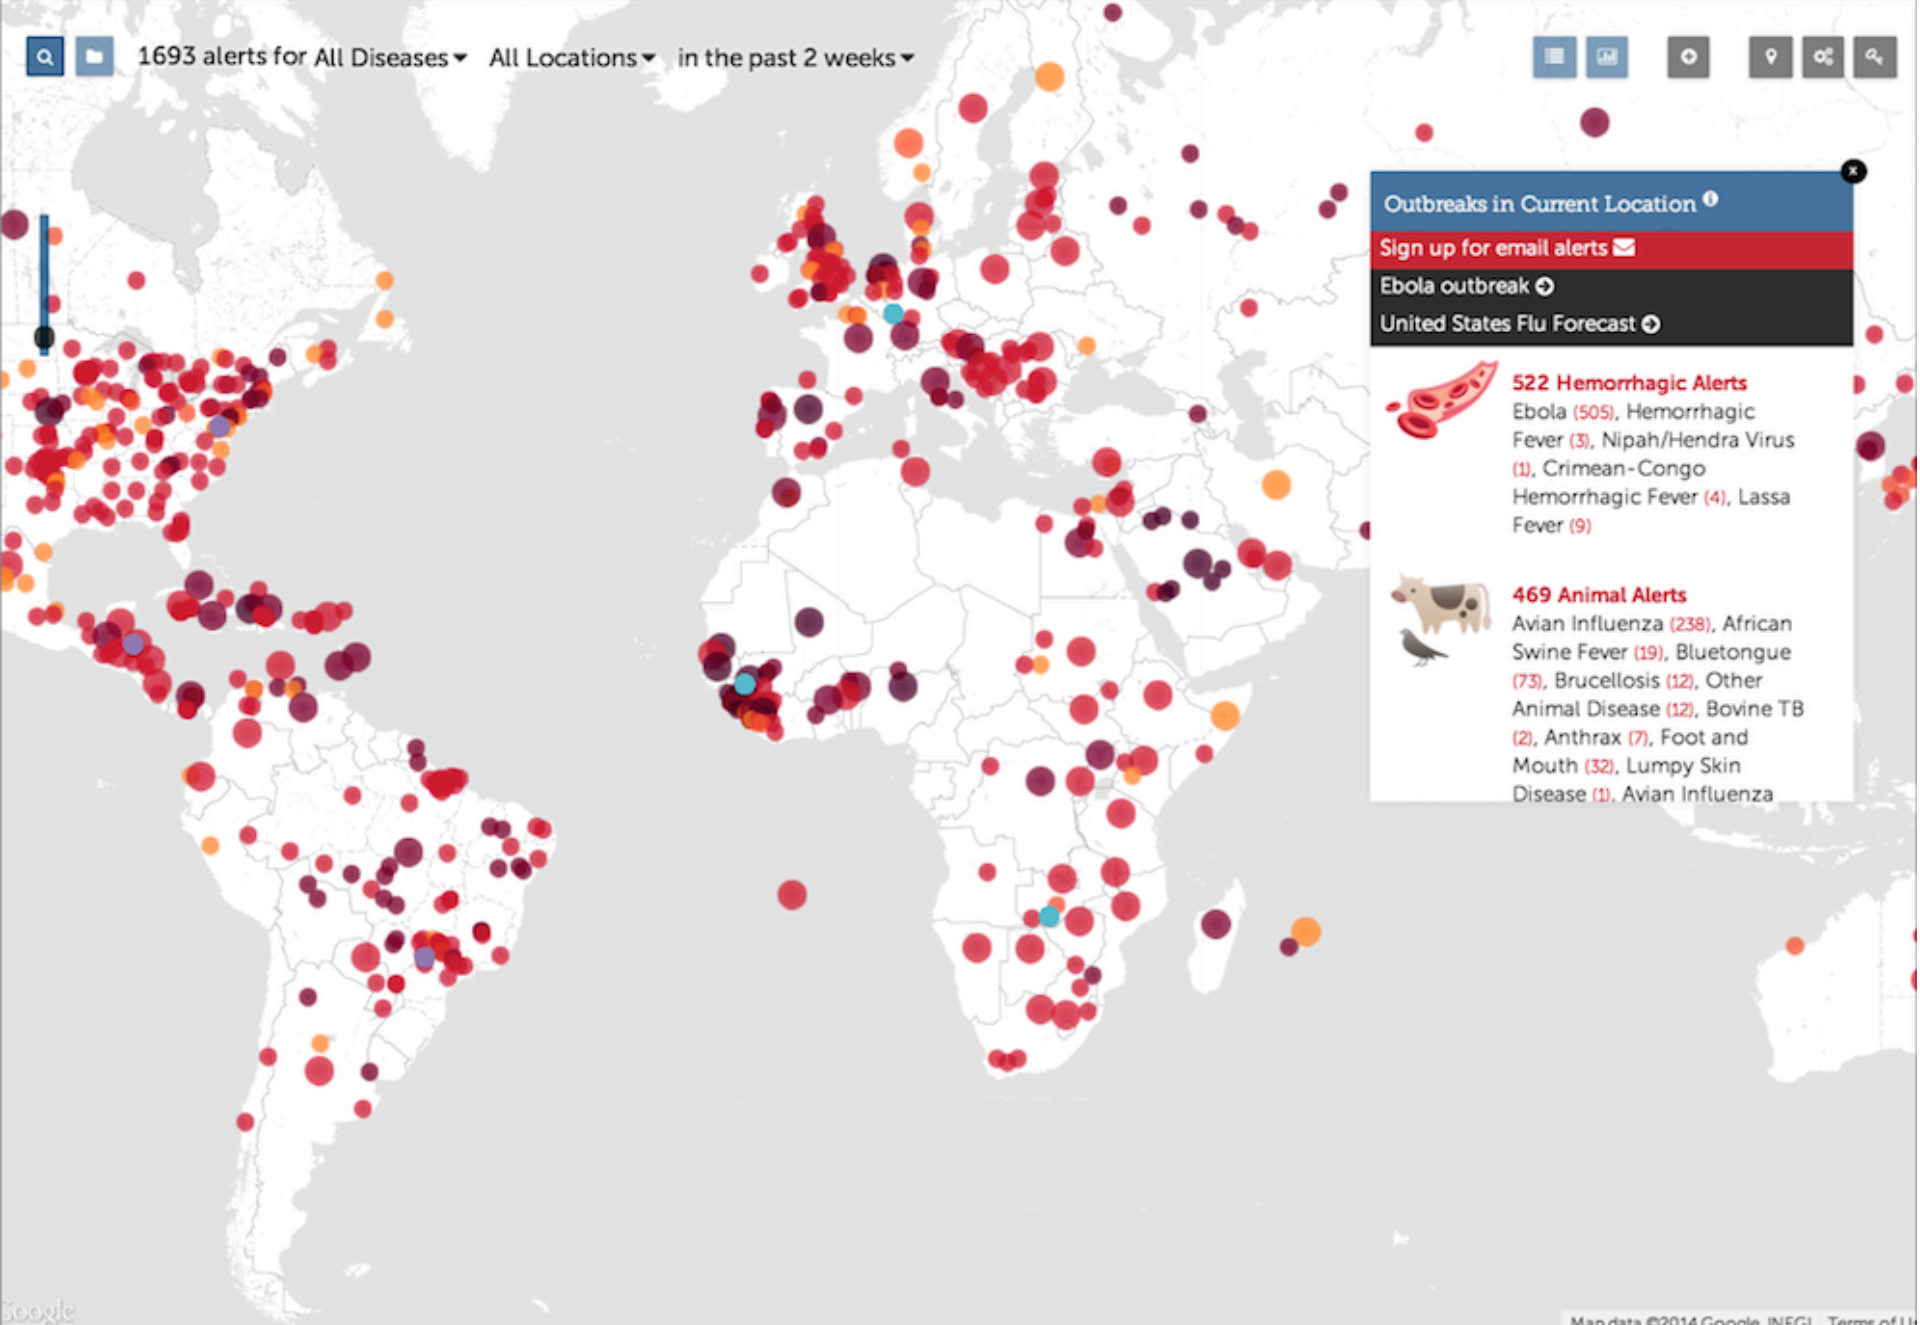 1693 alerts for All Diseases All Locations in the past 2 weeks
x
Outbreaks in Current Location
Sign up for email alerts
Ebola outbreak
United States Flu Forecast
522 Hemorrhagic Alerts
Ebola (505), Hemorrhagic
Fever (3), Nipah/Hendra Virus
(1), Crimean-Congo
Hemorrhagic Fever (4), Lassa
Fever (9)
469 Animal Alerts
Avian Influenza (238), African
Swine Fever (19), Bluetongue
(73), Brucellosis (12), Other
Animal Disease (12), Bovine TB
(2), Anthrax (7), Foot and
Mouth (32), Lumpy Skin
Disease (1), Avian Influenza
Google
Map data ©2014 Google, INEGI Terms of